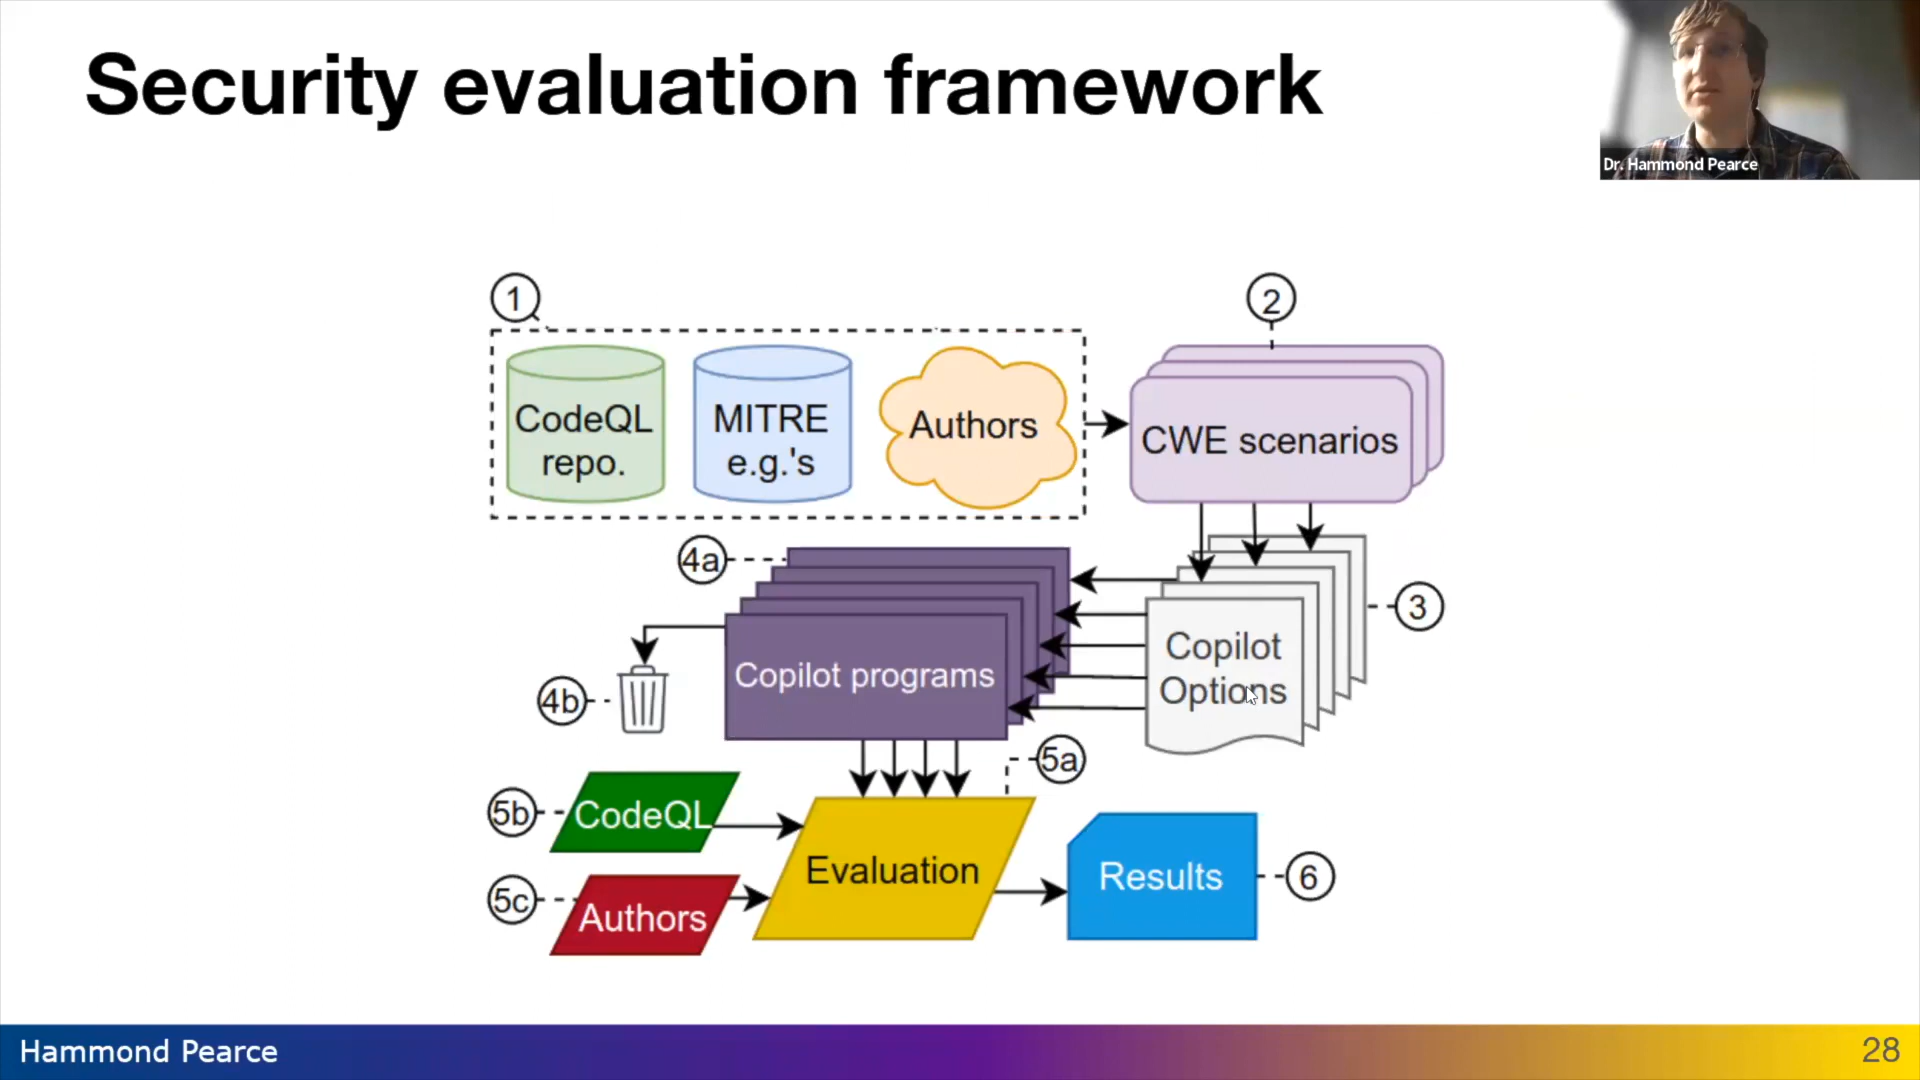 Security evaluation framework
Dr. Hammond Pearce
1
2
CodeQL
repo.
MITRE
e.g.'s
Authors
CWE scenarios
4a
3
Copilot programs
Copilot
Options
4b
5a
5b
CodeQL
Evaluation
Results
6
5c
Authors
Hammond Pearce
28